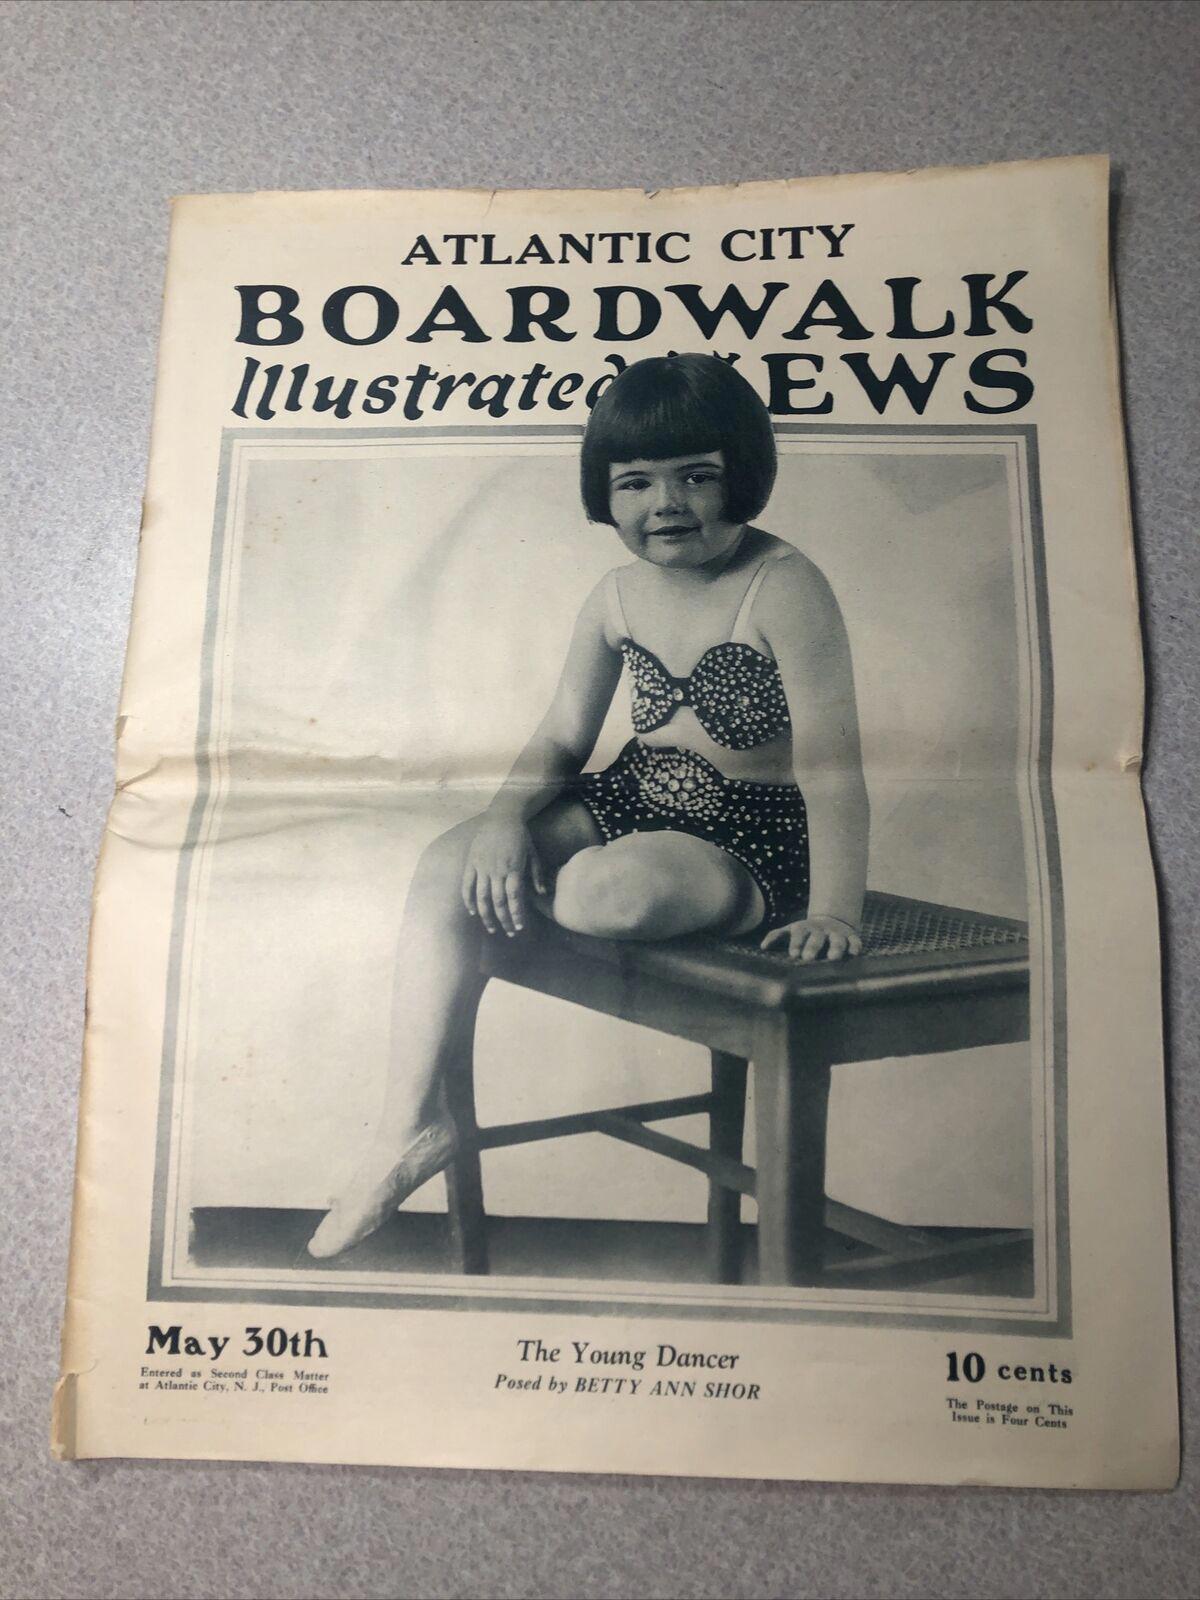 ATLANTIC CITY
BOARDWALK
Illustrated NEWS
May 30th
Entered as Second Class Matter
at Atlantic City, N. J., Post Office
The Young Dancer
Posed by BETTY ANN SHOR
10 cents
The Postage on This
Issue is Four Cents